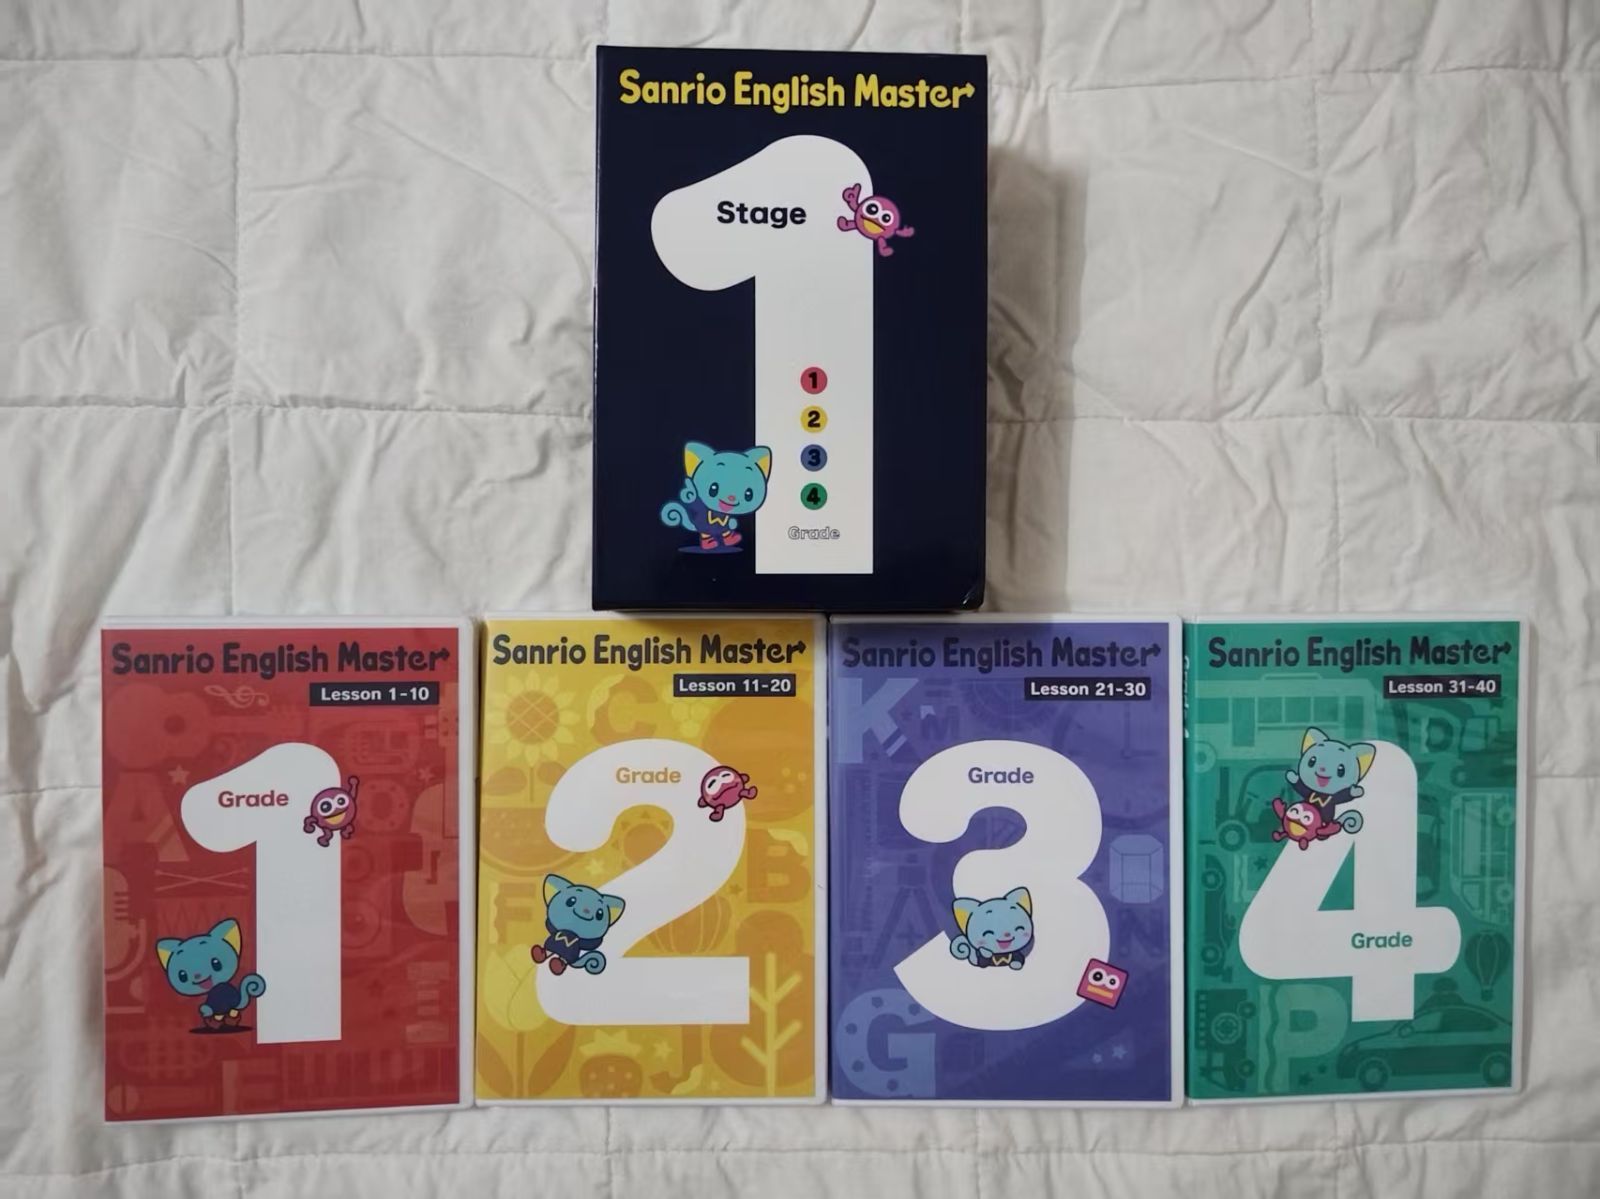 Sanrio English Master
Stage
1
1
2
3
4
Grade
Sanrio English Master
Lesson 1-10
Grade
1
Sanrio English Master
Lesson 11-20
Grade
2
Sanrio English Master
Lesson 21-30
Grade
3
Sanrio English Master
Lesson 31-40
4
Grade